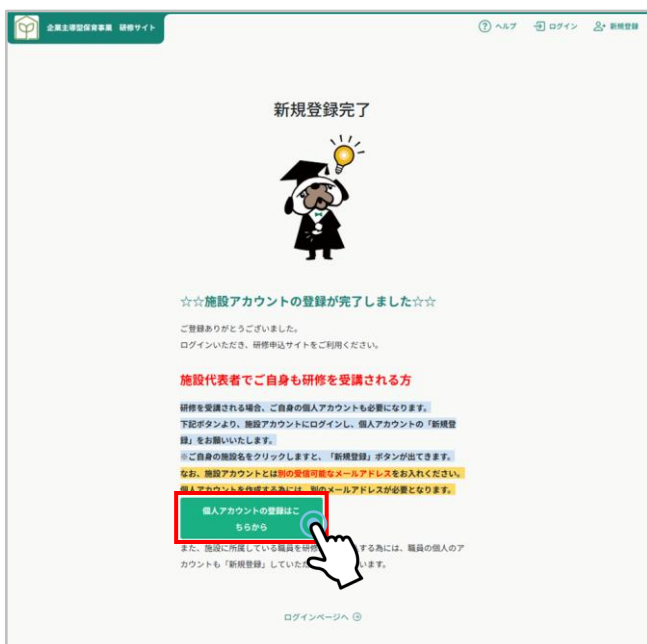 企業主導型保育事業 研修サイト
ヘルプ ログイン 新規登録
新規登録完了
☆☆施設アカウントの登録が完了しました☆☆
ご登録ありがとうございました。
ログインいただき、研修申込サイトをご利用ください。
施設代表者でご自身も研修を受講される方
研修を受講される場合、ご自身の個人アカウントも必要になります。
下記ボタンより、施設アカウントにログインし、個人アカウントの「新規登
録」をお願いいたします。
※ご自身の施設名をクリックしますと、「新規登録」ボタンが出てきます。
なお、施設アカウントとは別の受信可能なメールアドレスをお入れください。
個人アカウントを作成する為には、別のメールアドレスが必要となります。
個人アカウントの登録はこ
ちらから
また、施設に所属している職員を研修 する為には、職員の個人のア
カウントも「新規登録」していただ います。
ログインページへ